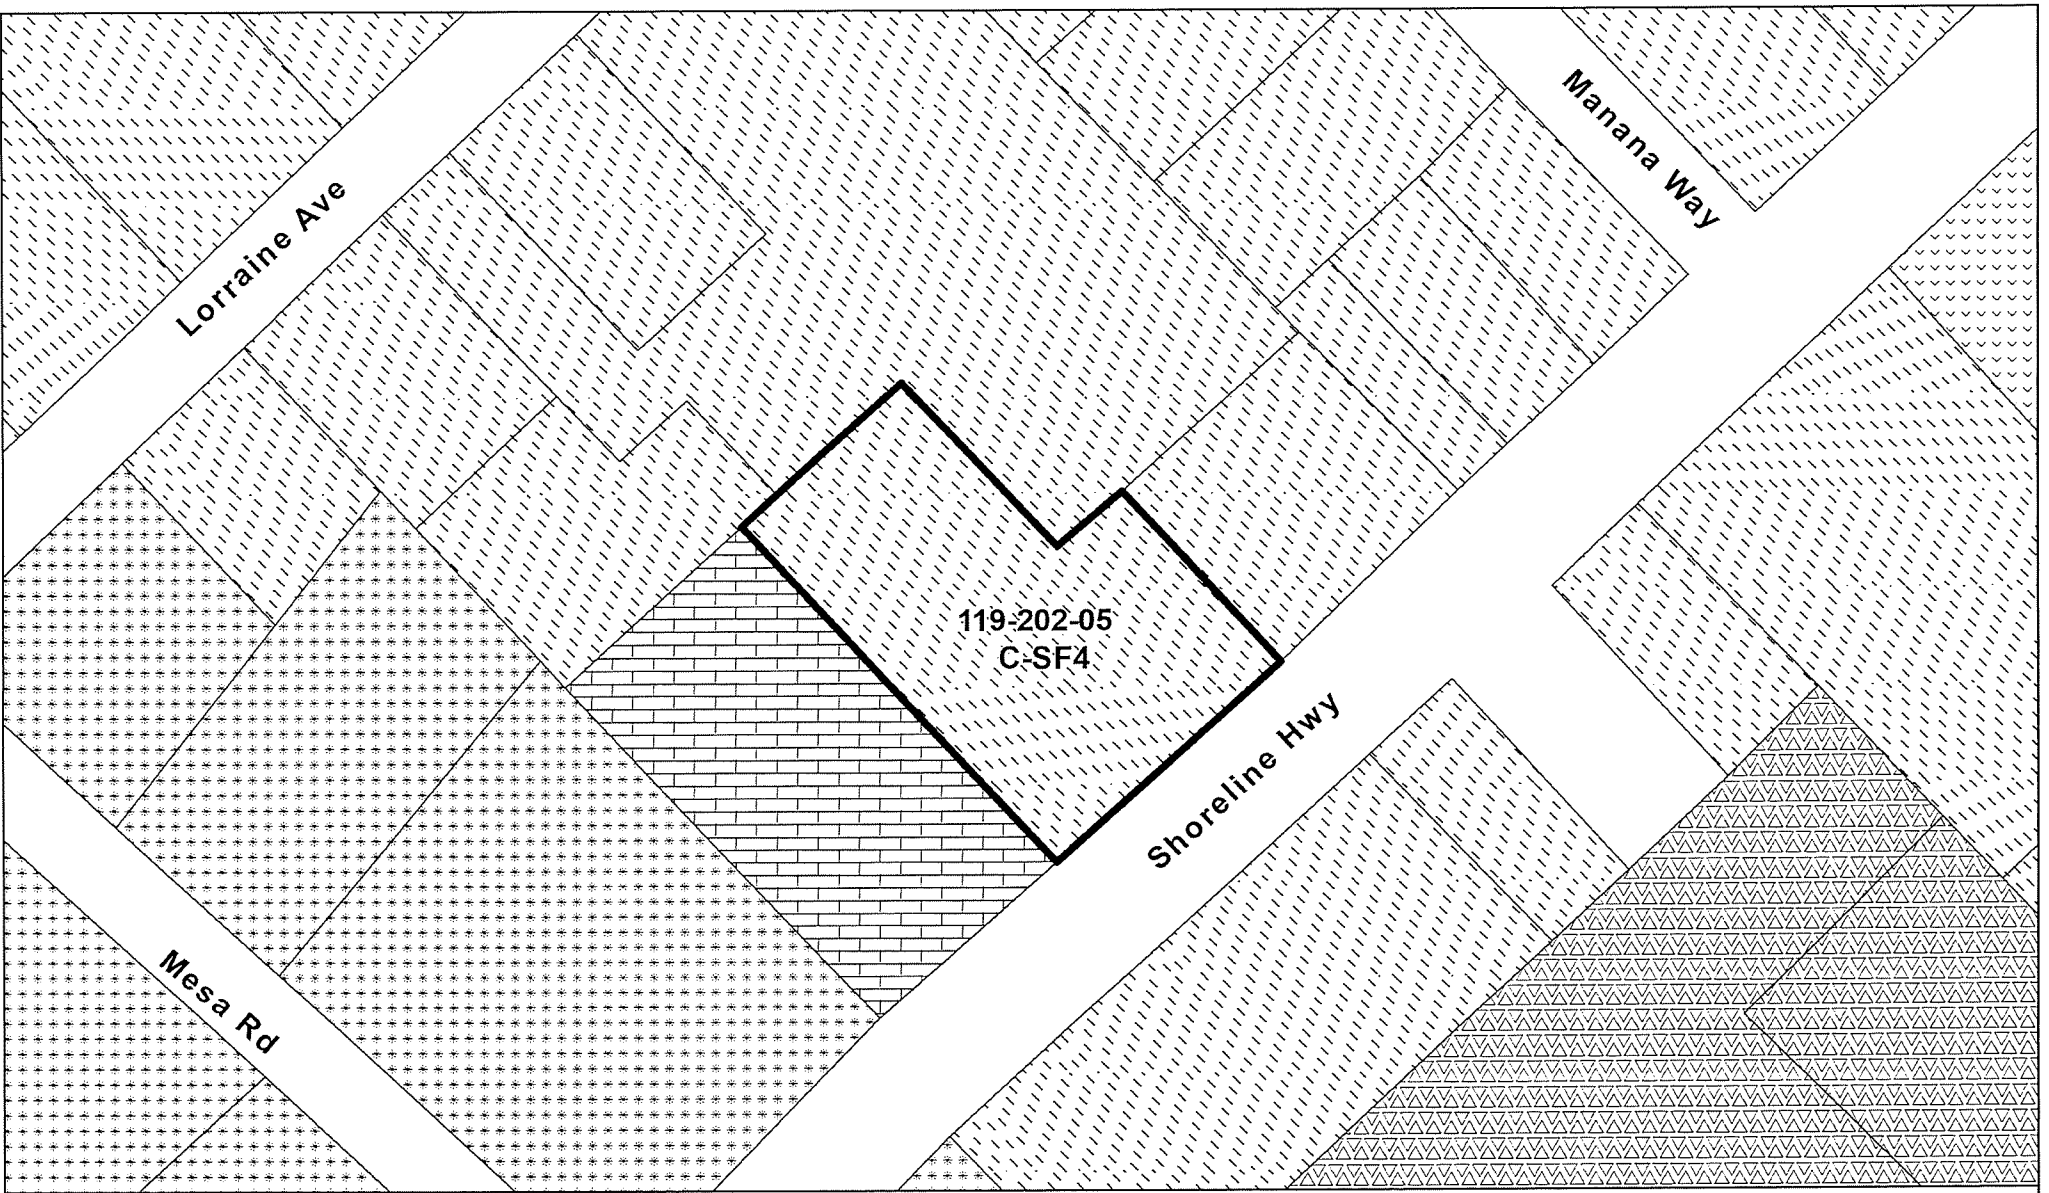 Manana Way
Lorraine Ave
119-202-05
C-SF4
Shoreline Hwy
Mesa Rd